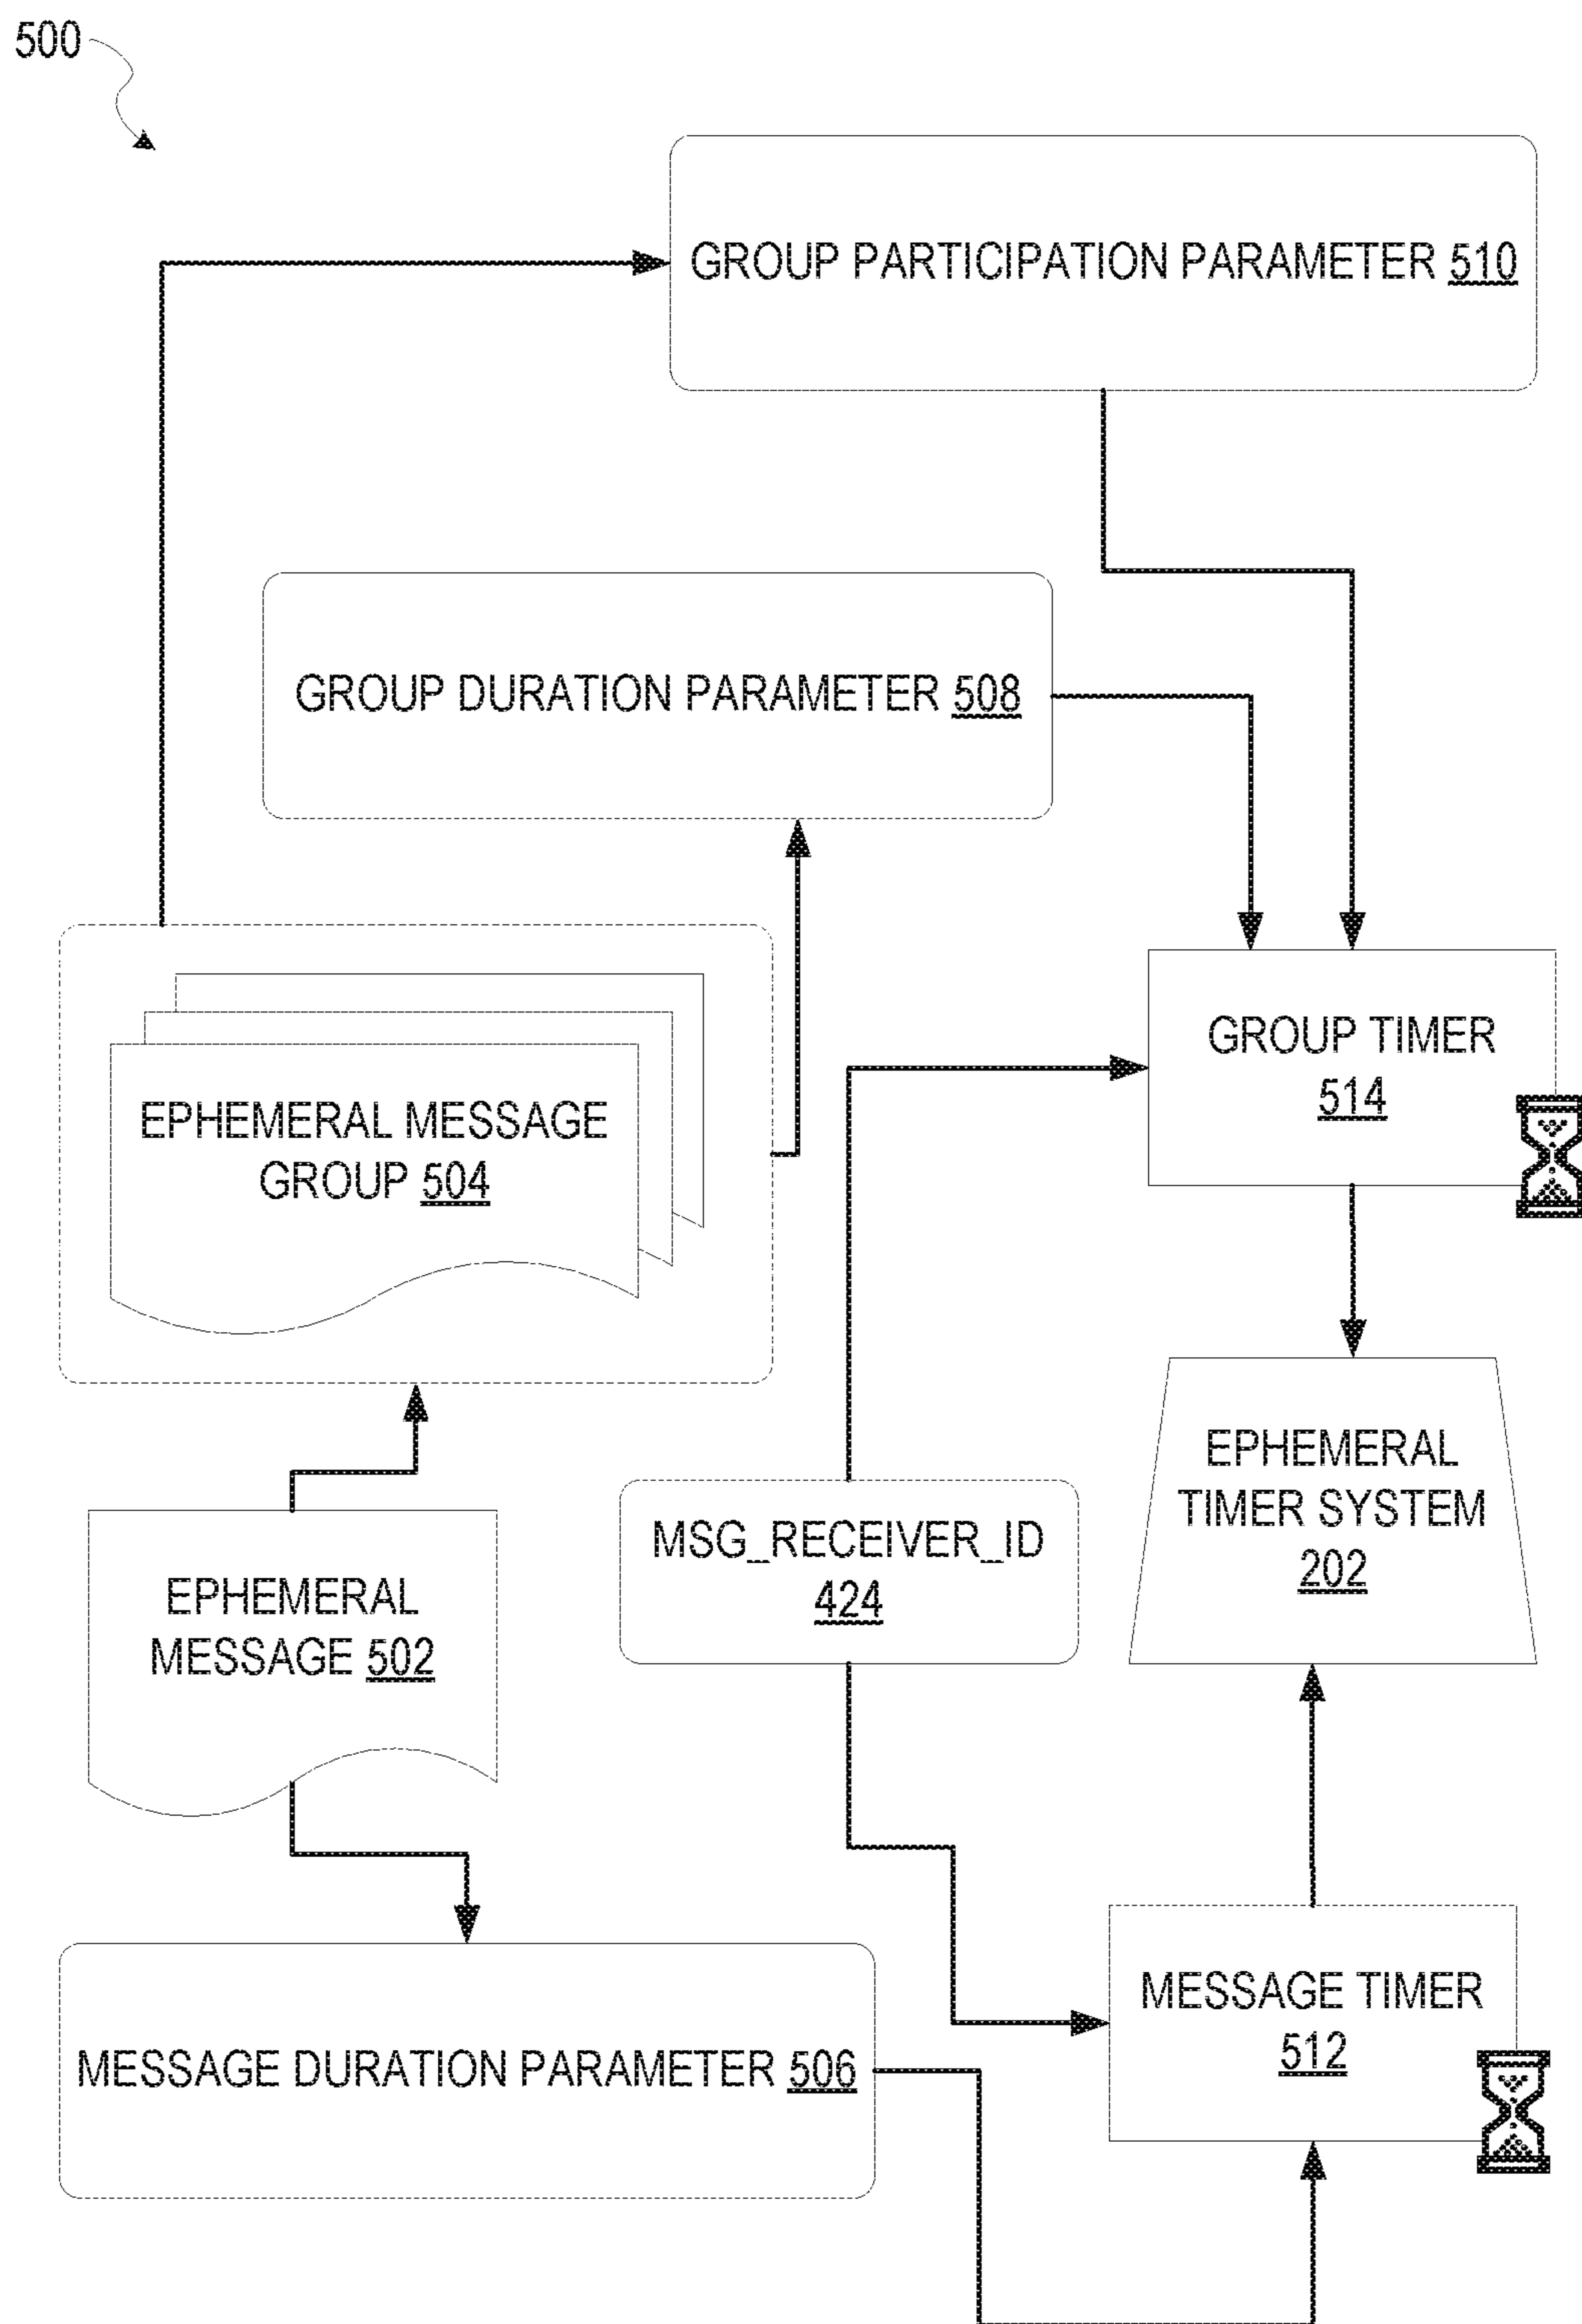 500
GROUP PARTICIPATION PARAMETER 510
GROUP DURATION PARAMETER 508
GROUP TIMER
514
EPHEMERAL MESSAGE
GROUP 504
EPHEMERAL
TIMER SYSTEM
202
MSG_RECEIVER_ID
424
EPHEMERAL
MESSAGE 502
MESSAGE TIMER
512
MESSAGE DURATION PARAMETER 506